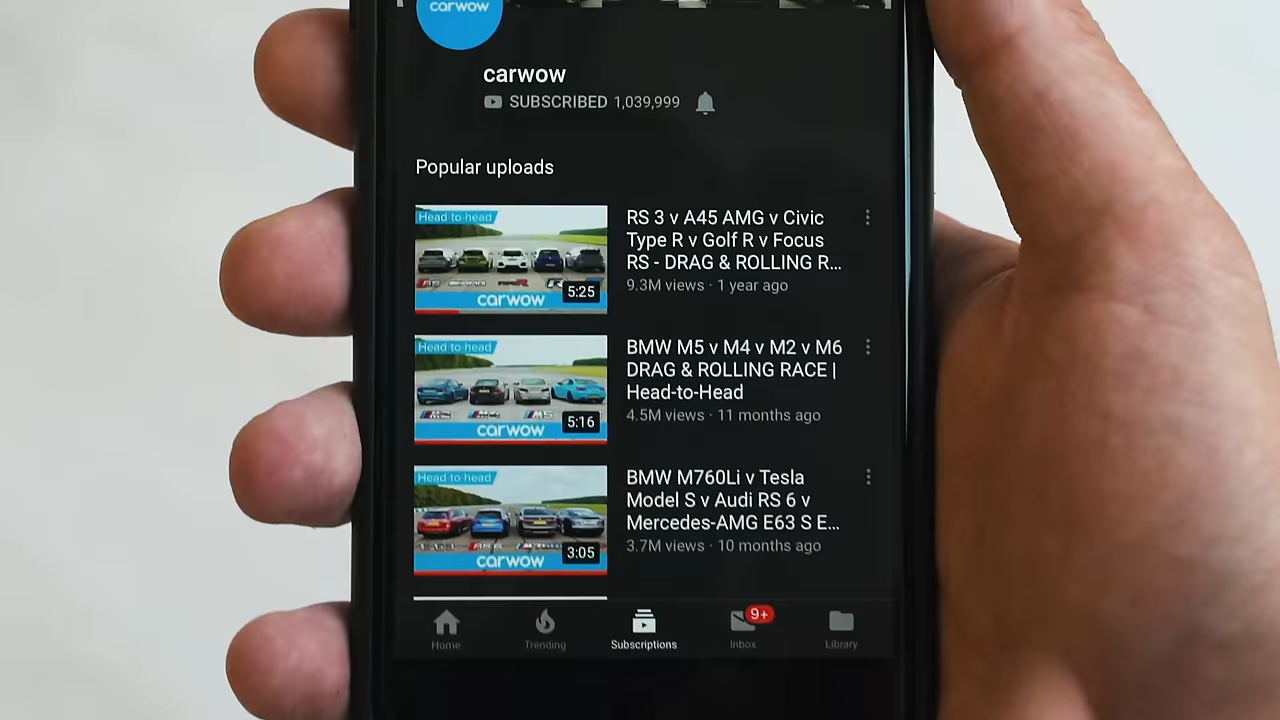 carwow
carwow
SUBSCRIBED 1,039,999
Popular uploads
Head to head
carwow
5:25
RS 3 v A45 AMG v Civic
Type R v Golf R v Focus
RS - DRAG & ROLLING R...
9.3M views · 1 year ago
Head to head
carwow
5:16
BMW M5 v M4 v M2 v M6
DRAG & ROLLING RACE |
Head-to-Head
4.5M views · 11 months ago
Head to head
carwow
3:05
BMW M760Li v Tesla
Model S v Audi RS 6 v
Mercedes-AMG E63 S E...
3.7M views · 10 months ago
9+
Home
Trending
Subscriptions
Inbox
Library